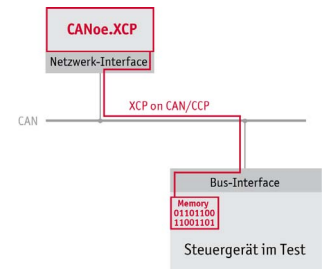 CANoe.XCP
Netzwerk-Interface
XCP on CAN/CCP
CAN
Bus-Interface
Memory
01101100
11001101
Steuergerät im Test